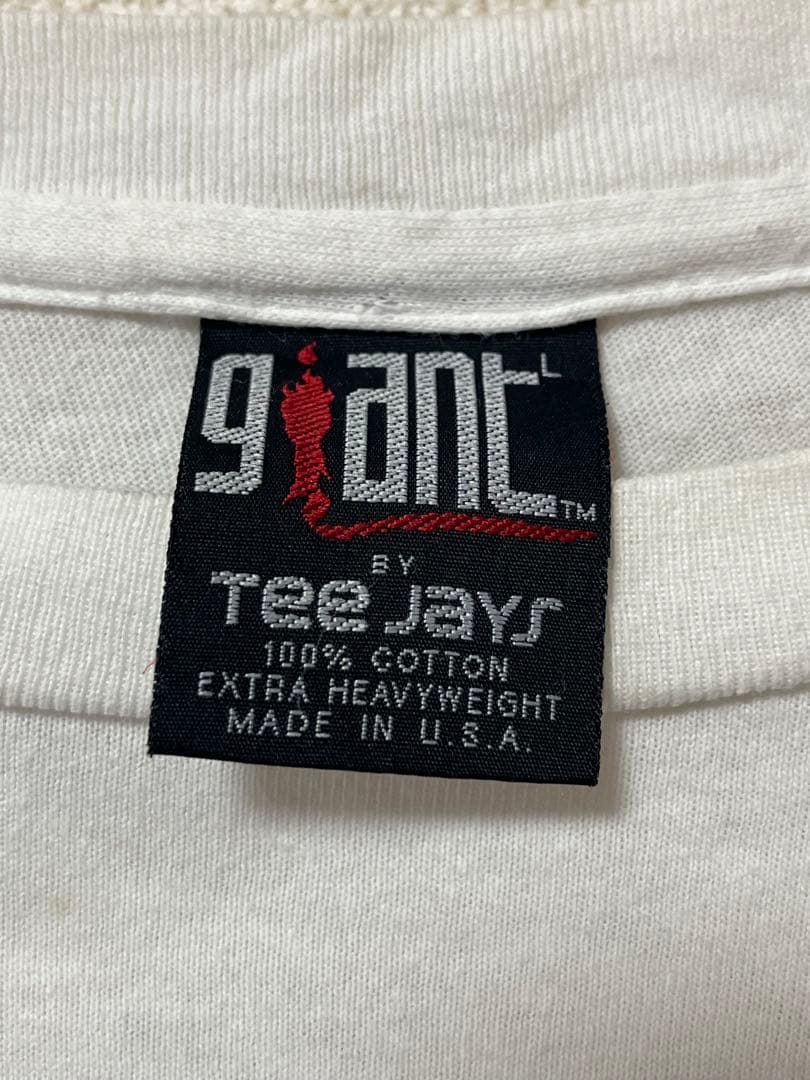 giant L ™
BY
Tee Jays
100% COTTON
EXTRA HEAVYWEIGHT
MADE IN U.S.A.